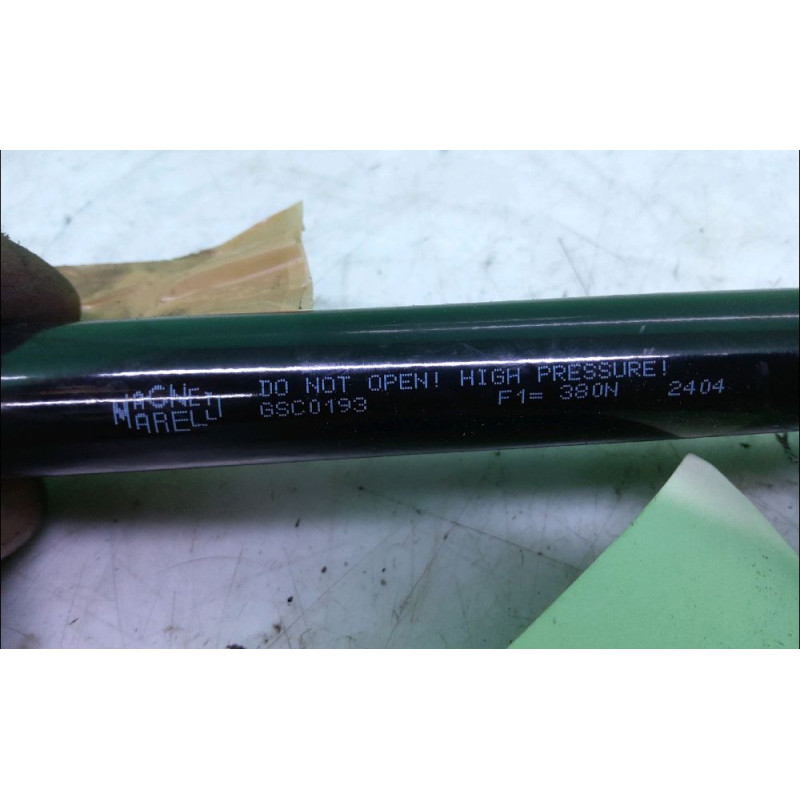 MAGNETI
MARELLI
DO NOT OPEN! HIGH PRESSURE!
GSC0193 F1= 380N 2404